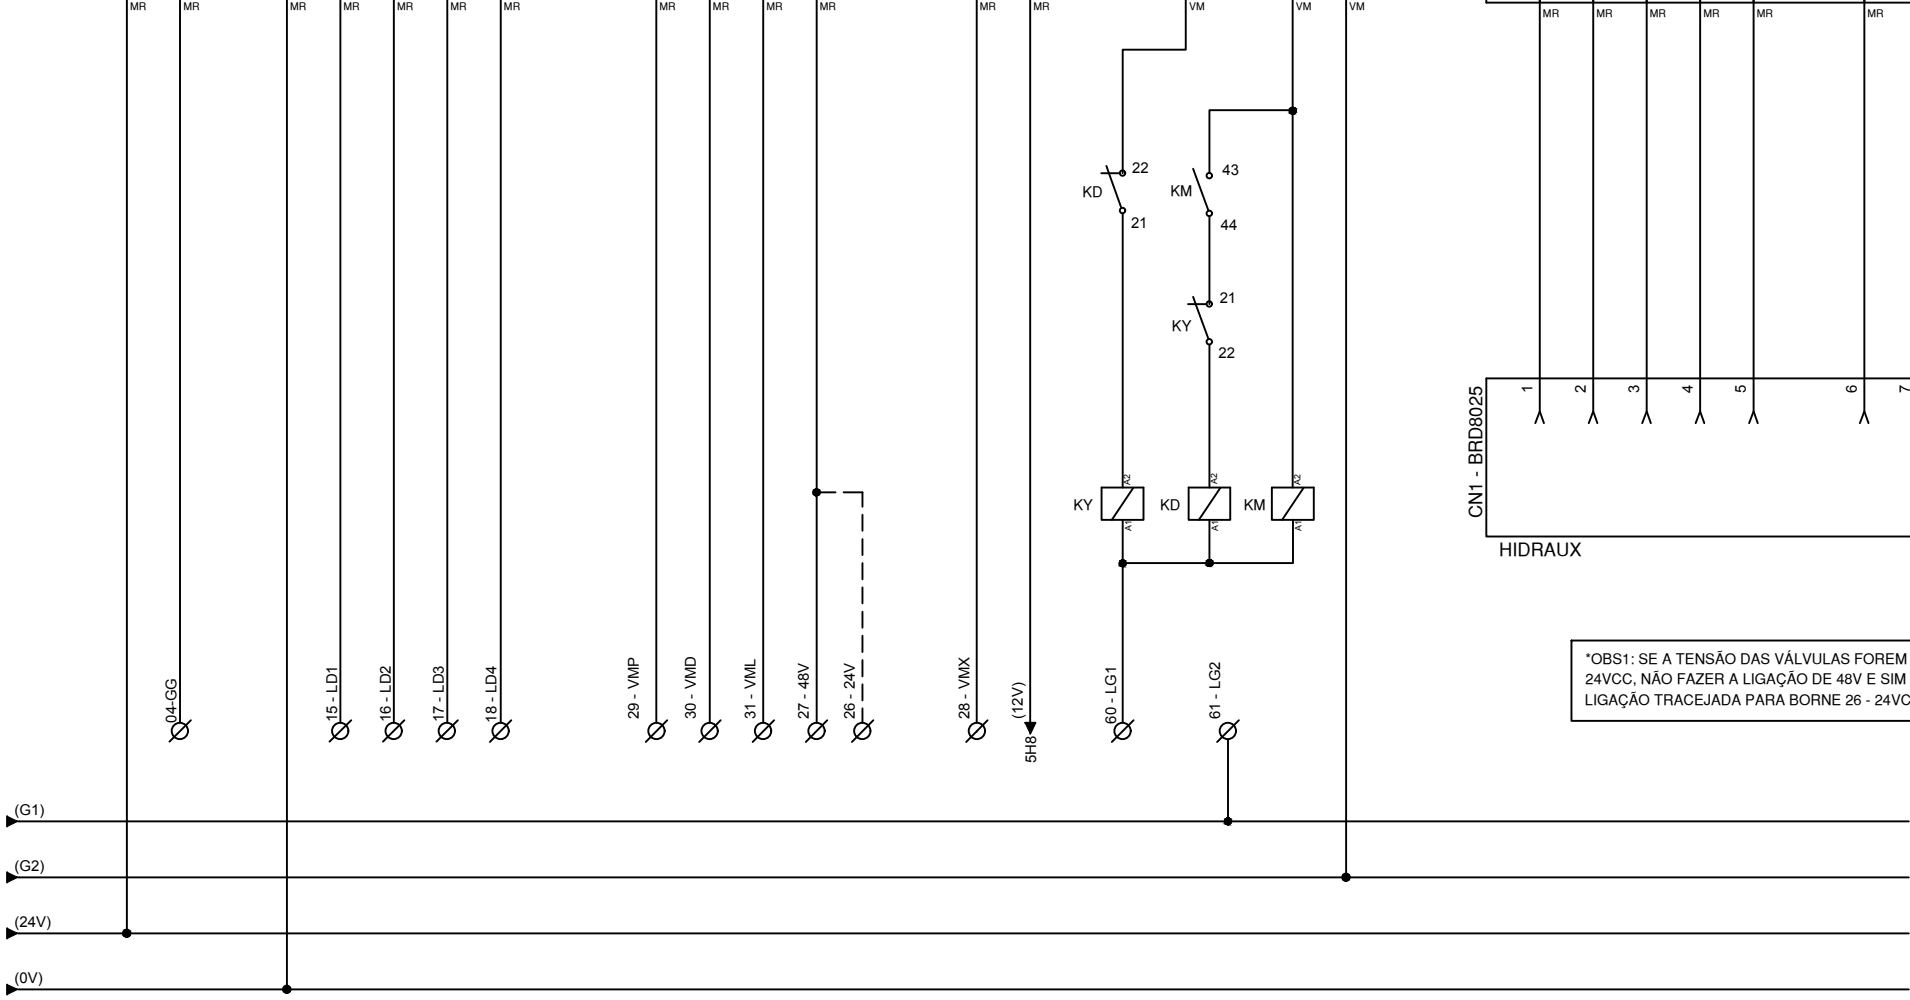 MR MR MR MR MR MR MR MR MR MR MR MR MR VM VM VM
MR MR MR MR MR MR
22
KD
21
43
KM
44
21
KY
22
A2 A2 A2
KY KD KM
A1 A1 A1
CN1 - BRD8025
1 2 3 4 5 6 7
HIDRAUX
04-GG
15 - LD1
16 - LD2
17 - LD3
18 - LD4
29 - VMP
30 - VMD
31 - VML
27 - 48V
26 - 24V
28 - VMX
(12V)
5H8
60 - LG1
61 - LG2
*OBS1: SE A TENSÃO DAS VÁLVULAS FOREM
24VCC, NÃO FAZER A LIGAÇÃO DE 48V E SIM
LIGAÇÃO TRACEJADA PARA BORNE 26 - 24VC
(G1)
(G2)
(24V)
(0V)